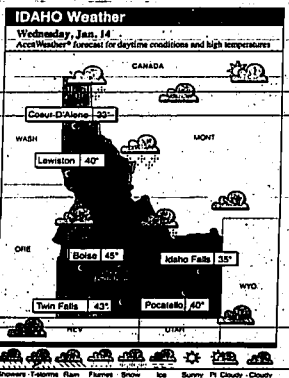 IDAHO Weather
Wednesday, Jan. 14
AccuWeather® forecast for daytime conditions and high temperatures
CANADA
Coeur-D'Alene 33°
WASH
MONT
Lewiston 40°
ORE
Boise 45°
Idaho Falls 35°
WYO
Twin Falls 43°
Pocatello 40°
NEV
UTAH
Showers T-storms Rain Flurries Snow Ice Sunny Pt Cloudy Cloudy